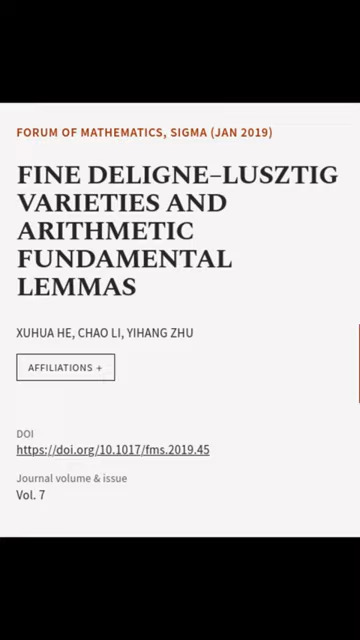 FORUM OF MATHEMATICS, SIGMA (JAN 2019)
FINE DELIGNE–LUSZTIG
VARIETIES AND
ARITHMETIC
FUNDAMENTAL
LEMMAS
XUHUA HE, CHAO LI, YIHANG ZHU
AFFILIATIONS +
DOI
https://doi.org/10.1017/fms.2019.45
Journal volume & issue
Vol. 7